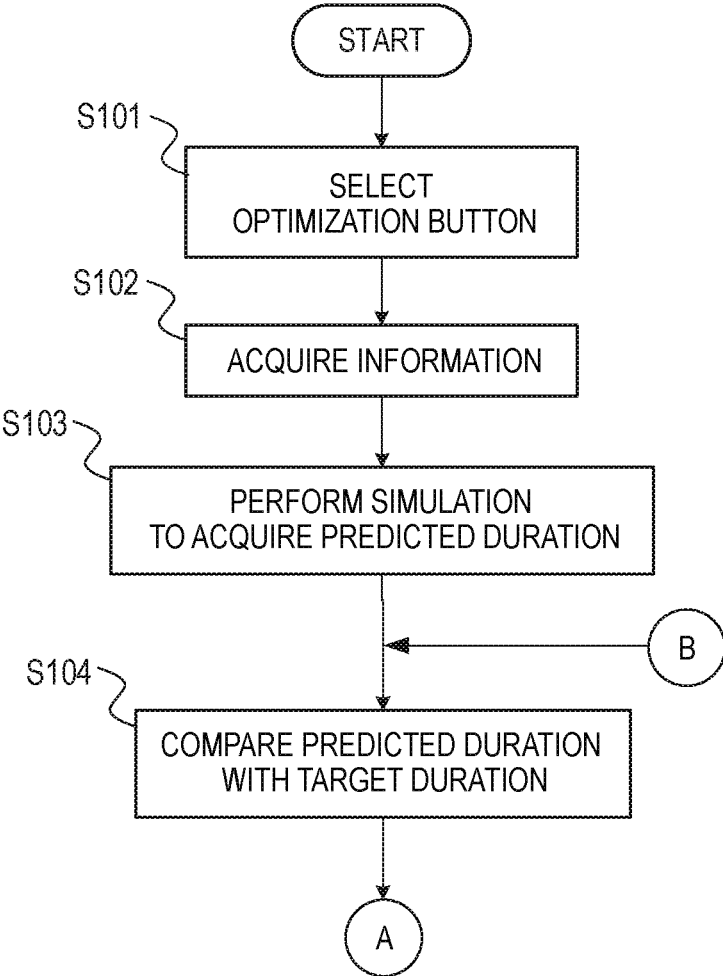 START
S101
SELECT
OPTIMIZATION BUTTON
S102
ACQUIRE INFORMATION
S103
PERFORM SIMULATION
TO ACQUIRE PREDICTED DURATION
B
S104
COMPARE PREDICTED DURATION
WITH TARGET DURATION
A